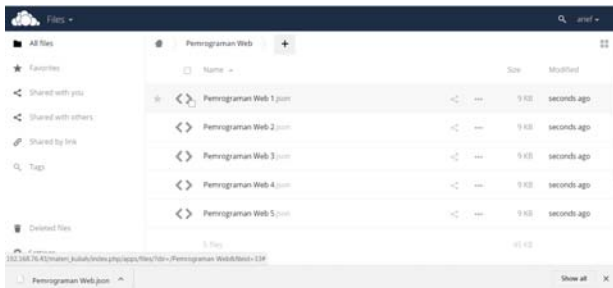 Files
arief
All files
Favorites
Shared with you
Shared with others
Shared by link
Tags
Deleted files
Settings
Pemrograman Web +
Name
Size
Modified
Pemrograman Web 1.json ... 9 KB seconds ago
Pemrograman Web 2.json ... 9 KB seconds ago
Pemrograman Web 3.json ... 9 KB seconds ago
Pemrograman Web 4.json ... 9 KB seconds ago
Pemrograman Web 5.json ... 9 KB seconds ago
5 files 45 KB
Pemrograman Web.json
Show all